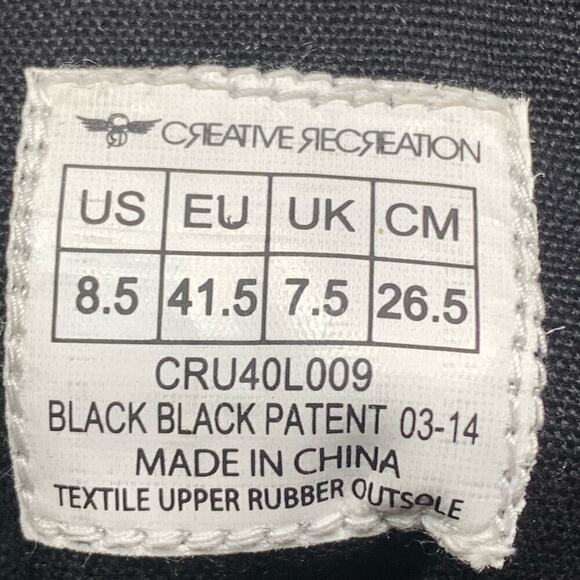 CREATIVE RECREATION
US EU UK CM
8.5 41.5 7.5 26.5
CRU40L009
BLACK BLACK PATENT 03-14
MADE IN CHINA
TEXTILE UPPER RUBBER OUTSOLE